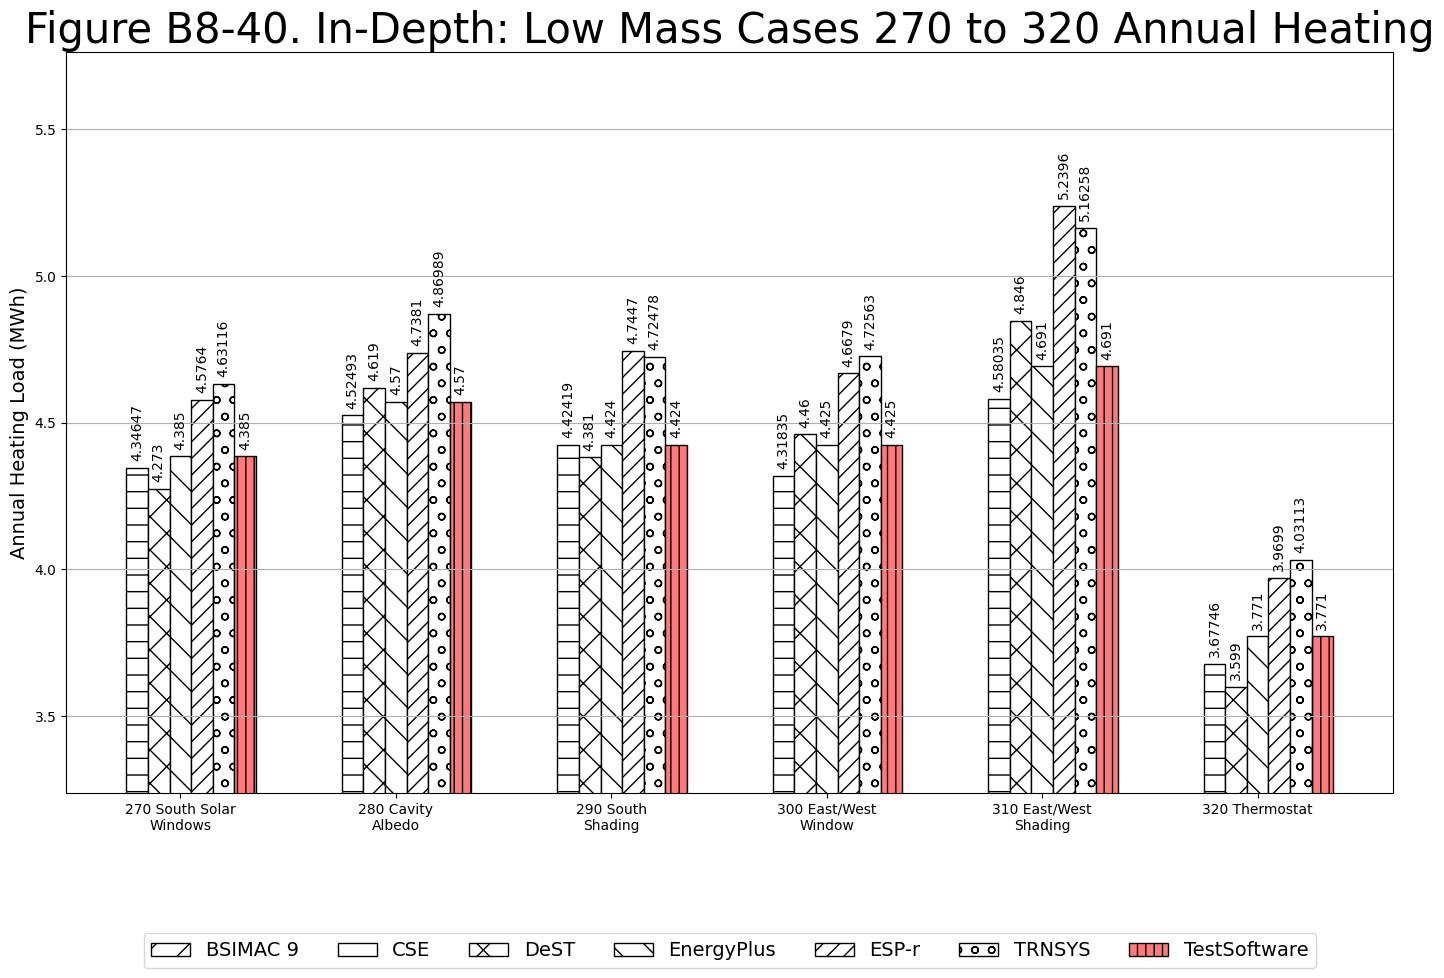 Figure B8-40. In-Depth: Low Mass Cases 270 to 320 Annual Heating
Annual Heating Load (MWh)
5.5
5.0
4.5
4.0
3.5
4.34647
4.273
4.385
4.5764
4.63116
4.385
4.52493
4.619
4.57
4.7381
4.86989
4.57
4.42419
4.381
4.424
4.7447
4.72478
4.424
4.31835
4.46
4.425
4.6679
4.72563
4.425
4.58035
4.846
4.691
5.2396
5.16258
4.691
3.67746
3.599
3.771
3.9699
4.03113
3.771
270 South Solar
Windows
280 Cavity
Albedo
290 South
Shading
300 East/West
Window
310 East/West
Shading
320 Thermostat
BSIMAC 9
CSE
DeST
EnergyPlus
ESP-r
TRNSYS
TestSoftware